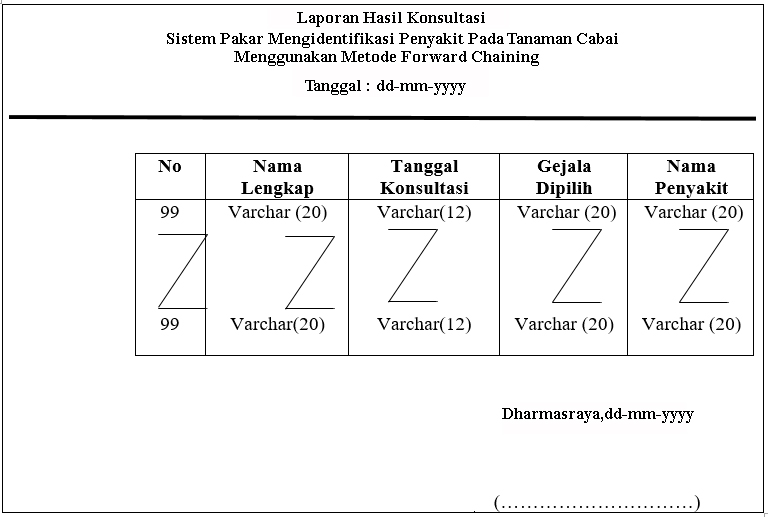 Laporan Hasil Konsultasi
Sistem Pakar Mengidentifikasi Penyakit Pada Tanaman Cabai
Menggunakan Metode Forward Chaining
Tanggal : dd-mm-yyyy
No Nama Lengkap Tanggal Konsultasi Gejala Dipilih Nama Penyakit
99 Varchar (20) Varchar(12) Varchar (20) Varchar (20)
99 Varchar(20) Varchar(12) Varchar (20) Varchar (20)
Dharmasraya,dd-mm-yyyy
(…………………………)